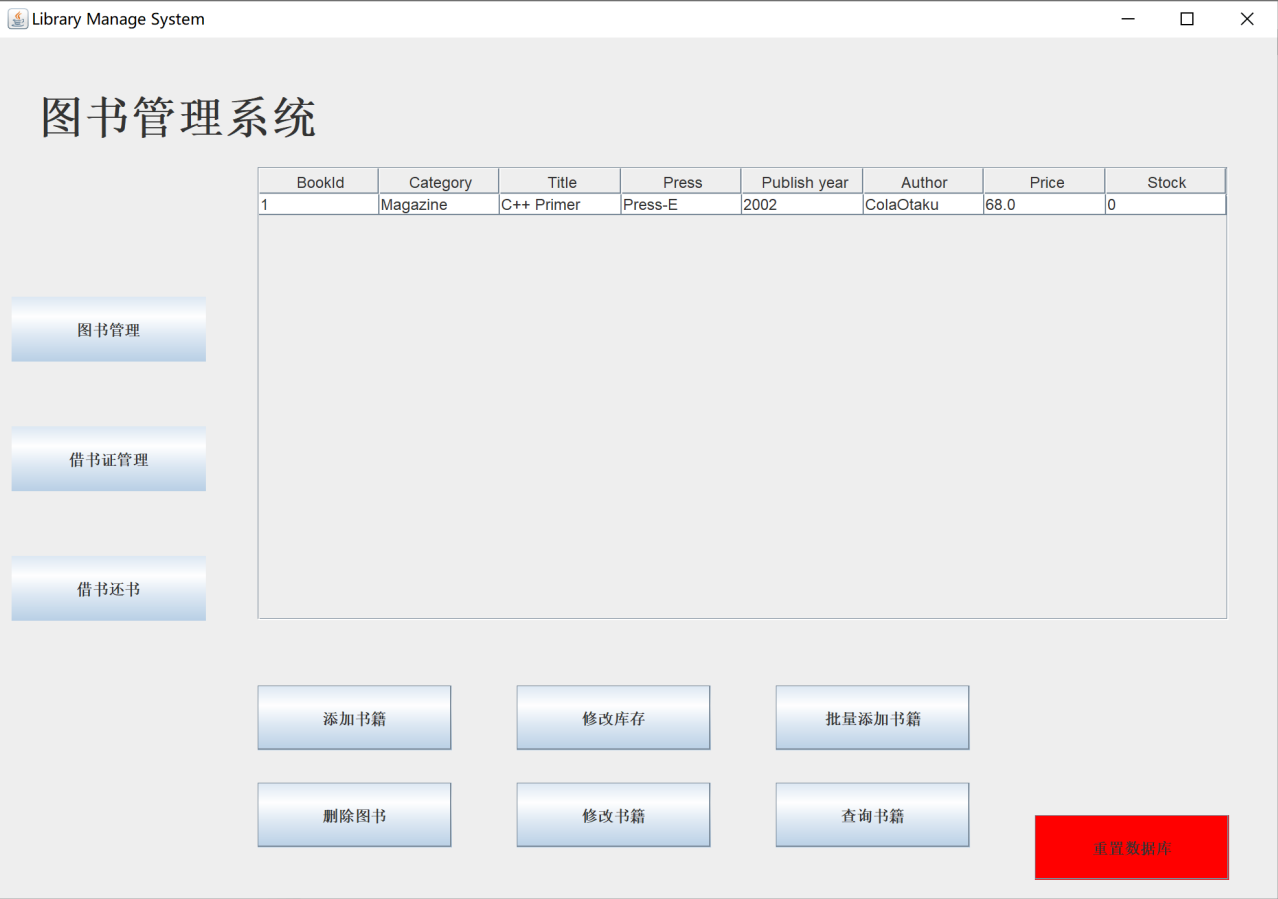 Library Manage System
图书管理系统
BookId Category Title Press Publish year Author Price Stock
1 Magazine C++ Primer Press-E 2002 ColaOtaku 68.0 0
图书管理
借书证管理
借书还书
添加书籍 修改库存 批量添加书籍
删除图书 修改书籍 查询书籍
重置数据库